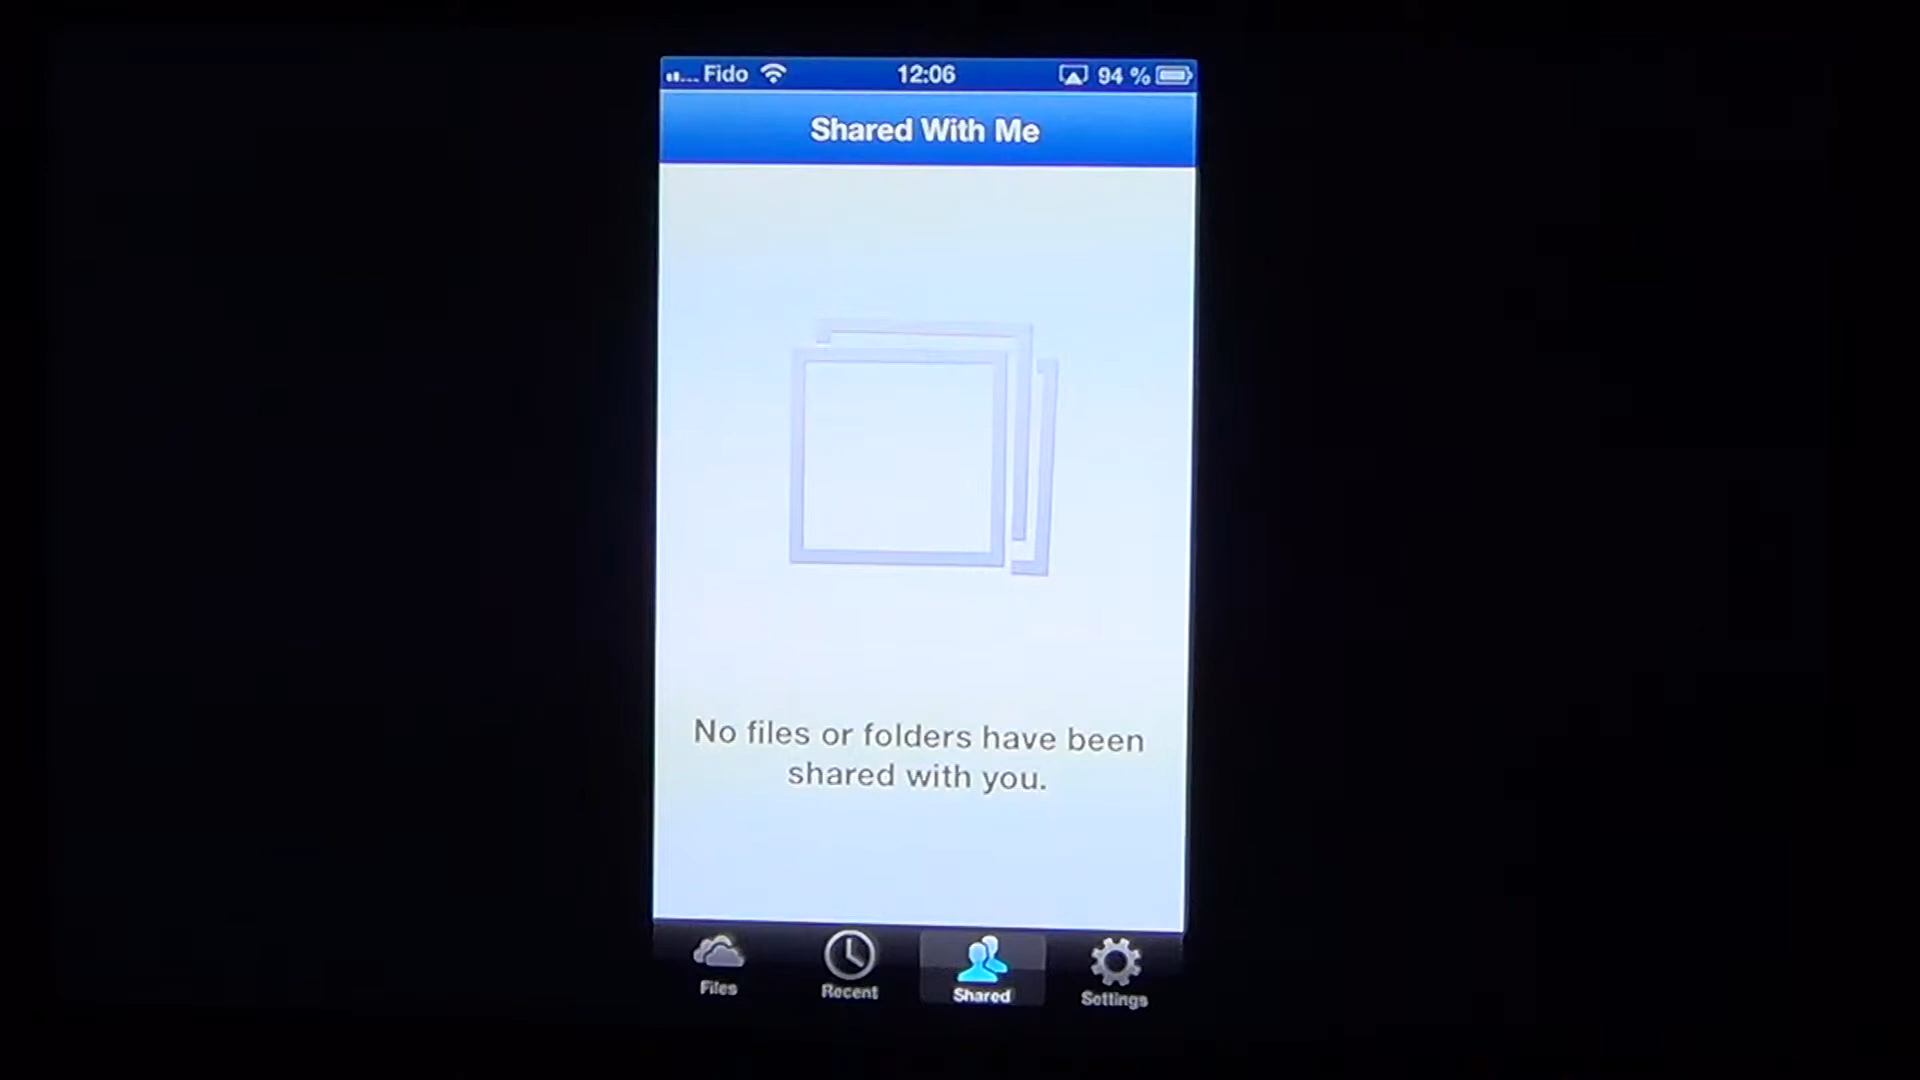 Fido 12:06 94 %
Shared With Me
No files or folders have been
shared with you.
Files Recent Shared Settings